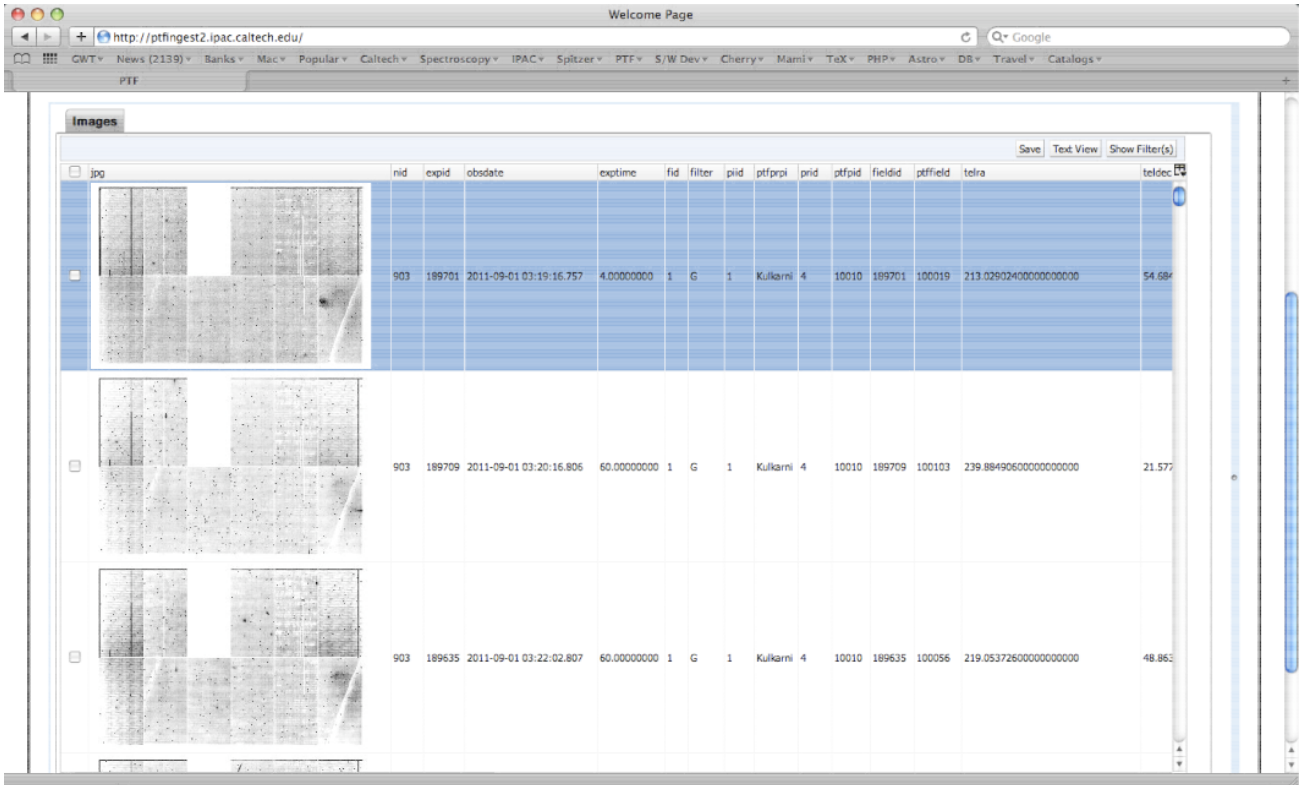 Welcome Page
http://ptfingest2.ipac.caltech.edu/
Google
GWT News (2139) Banks Mac Popular Caltech Spectroscopy IPAC Spitzer PTF S/W Dev Cherry Mami TeX PHP Astro DB Travel Catalogs
PTF
Images
Save Text View Show Filter(s)
jpg nid expid obsdate exptime fid filter piid ptfprpi prid ptfpid fieldid ptffield telra teldec
903 189701 2011-09-01 03:19:16.757 4.00000000 1 G 1 Kulkarni 4 10010 189701 100019 213.02902400000000000 54.684
903 189709 2011-09-01 03:20:16.806 60.00000000 1 G 1 Kulkarni 4 10010 189709 100103 239.88490600000000000 21.577
903 189635 2011-09-01 03:22:02.807 60.00000000 1 G 1 Kulkarni 4 10010 189635 100056 219.05372600000000000 48.863